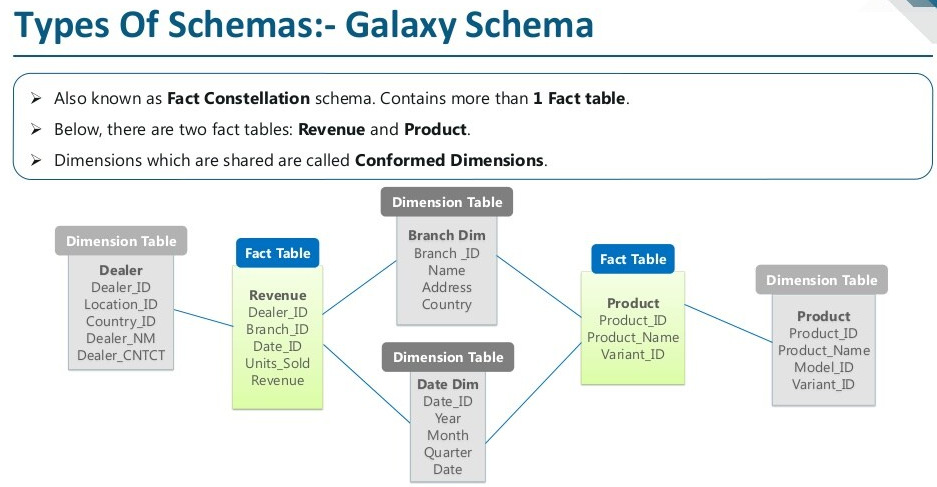 Types Of Schemas:- Galaxy Schema
Also known as Fact Constellation schema. Contains more than 1 Fact table.
Below, there are two fact tables: Revenue and Product.
Dimensions which are shared are called Conformed Dimensions.
Dimension Table
Dealer
Dealer_ID
Location_ID
Country_ID
Dealer_NM
Dealer_CNTCT
Fact Table
Revenue
Dealer_ID
Branch_ID
Date_ID
Units_Sold
Revenue
Dimension Table
Branch Dim
Branch _ID
Name
Address
Country
Dimension Table
Date Dim
Date_ID
Year
Month
Quarter
Date
Fact Table
Product
Product_ID
Product_Name
Variant_ID
Dimension Table
Product
Product_ID
Product_Name
Model_ID
Variant_ID